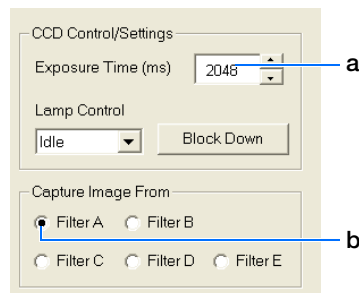 CCD Control/Settings
Exposure Time (ms) 2048 a
Lamp Control
Idle Block Down
Capture Image From
Filter A Filter B
b
Filter C Filter D Filter E